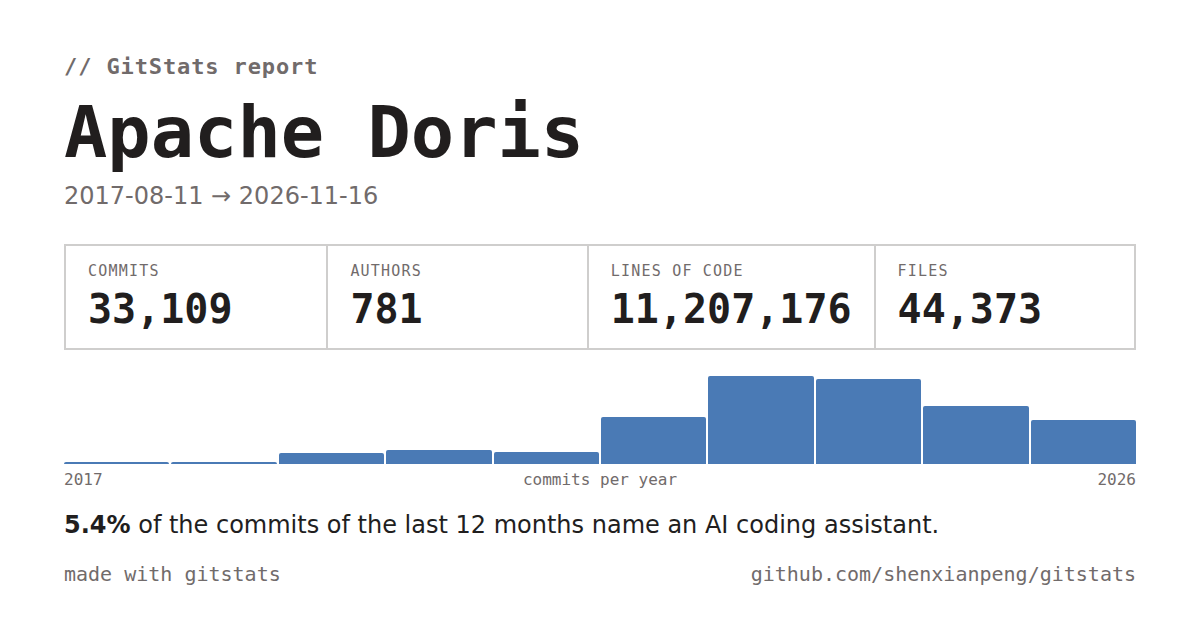 // GitStats report
Apache Doris
2017-08-11 → 2026-11-16
COMMITS AUTHORS LINES OF CODE FILES
33,109 781 11,207,176 44,373
2017 commits per year 2026
5.4% of the commits of the last 12 months name an AI coding assistant.
made with gitstats github.com/shenxianpeng/gitstats